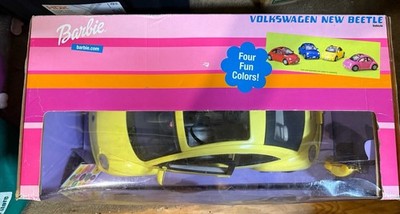 Barbie
barbie.com
VOLKSWAGEN NEW BEETLE
Four
Fun
Colors!